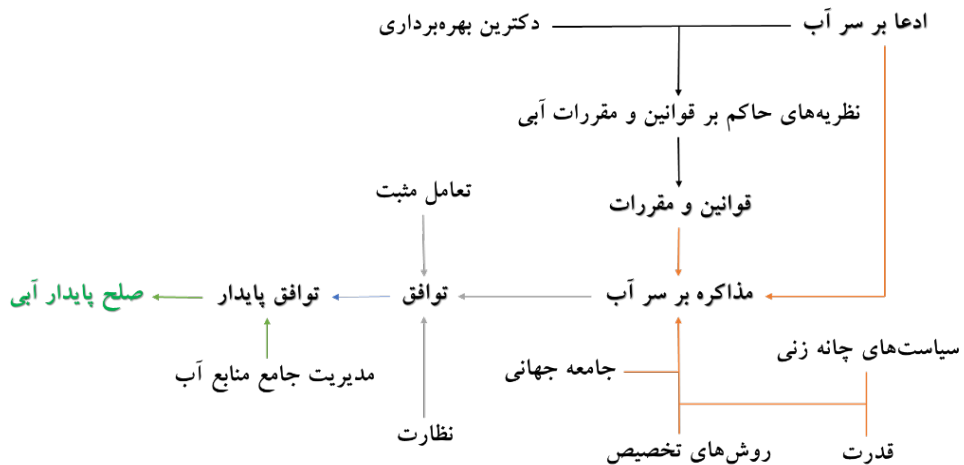 ادعا بر سر آب
دکترین بهره‌برداری
نظریه‌های حاکم بر قوانین و مقررات آبی
تعامل مثبت
قوانین و مقررات
مذاکره بر سر آب
توافق
توافق پایدار
صلح پایدار آبی
سیاست‌های چانه زنی
جامعه جهانی
مدیریت جامع منابع آب
قدرت
روش‌های تخصیص
نظارت